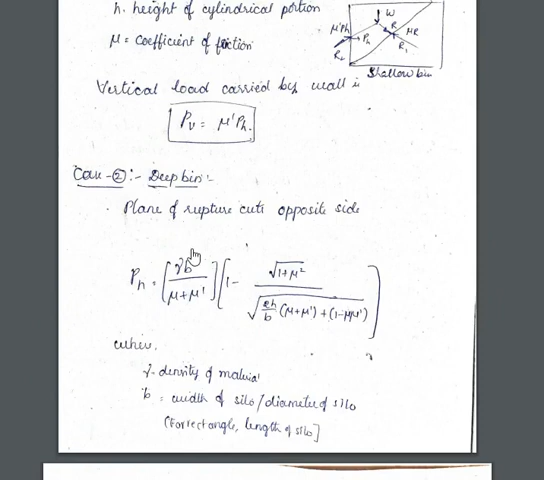 h. height of cylindrical portion
μ = coefficient of friction
W
μ'Ph
Ph
R
μR
R₁
R₂
Shallow bin
Vertical load carried by wall is
Pv = μ'Ph.
Case-②:- Deep bin:-
. Plane of rupture cuts opposite side
Ph = [γb / μ+μ'] [1 - √1+μ² / √(2h/b (μ+μ') + (1-μμ'))]
where.
γ- density of material
b = width of silo/diameter of silo
(For rectangle, length of silo]